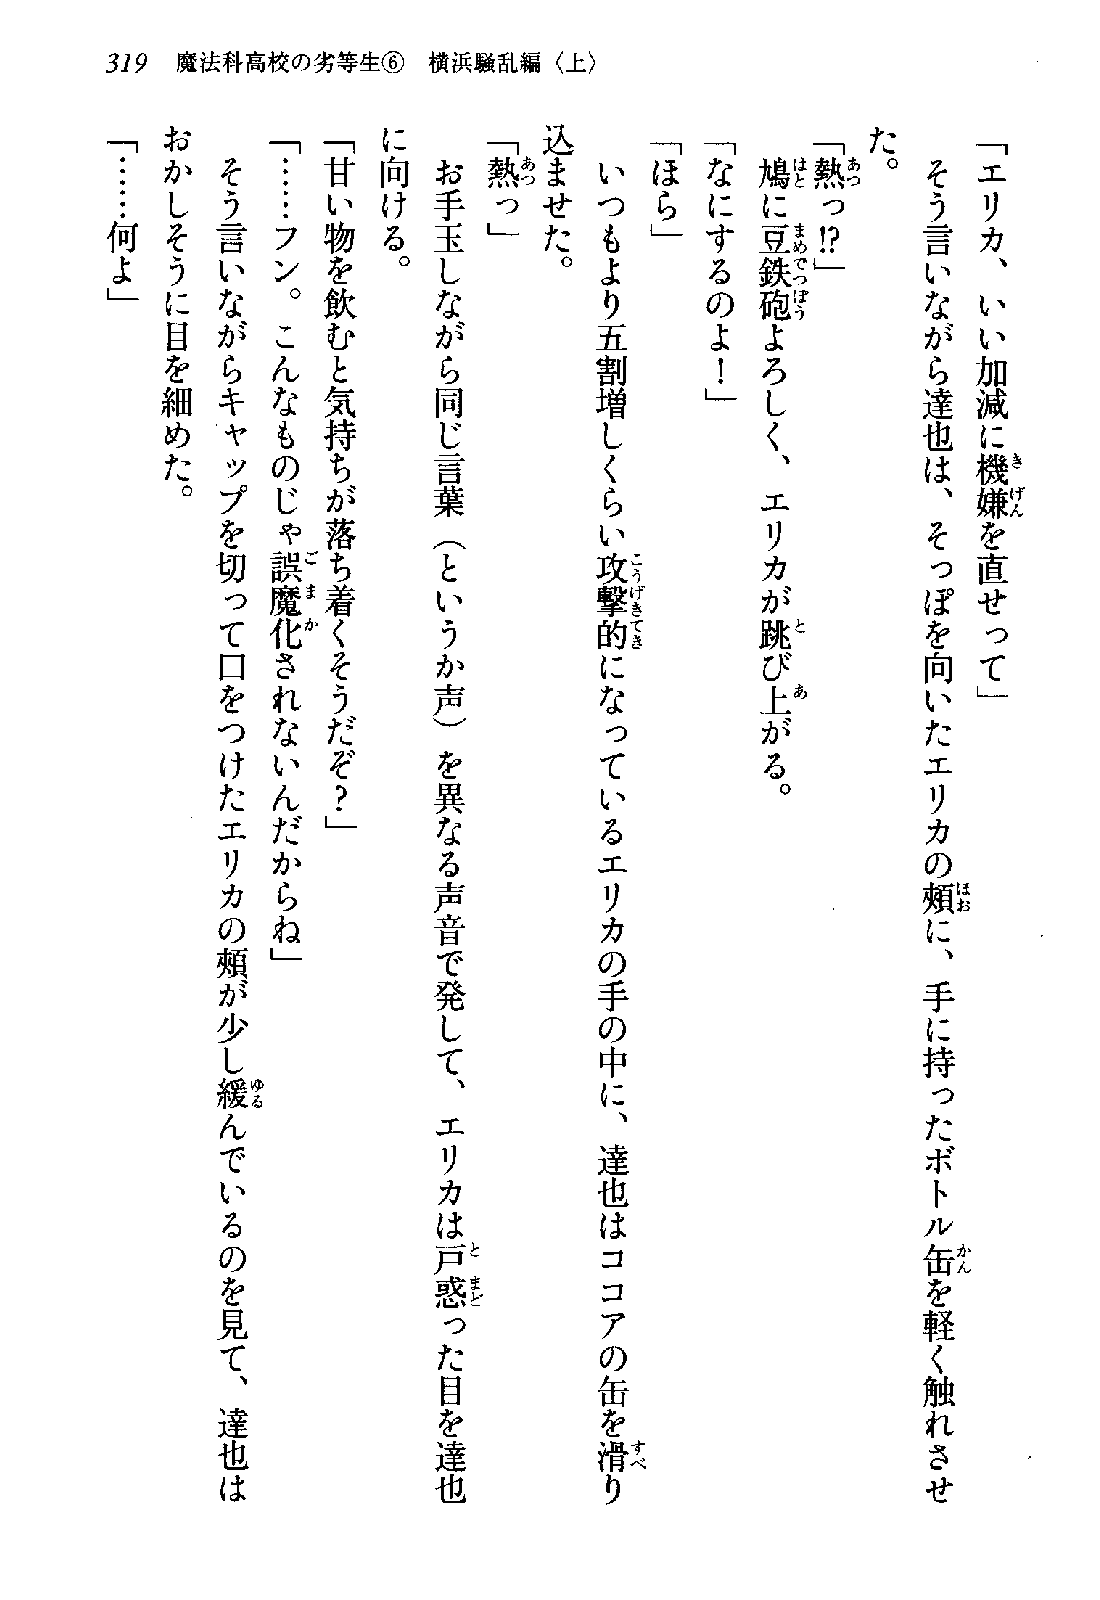 319 魔法科高校の劣等生⑥ 横浜騒乱編〈上〉
「エリカ、いい加減に機嫌を直せって」
そう言いながら達也は、そっぽを向いたエリカの頬に、手に持ったボトル缶を軽く触れさせ
た。
「熱っ!?」
鳩に豆鉄砲よろしく、エリカが跳び上がる。
「なにするのよ！」
「ほら」
いつもより五割増しくらい攻撃的になっているエリカの手の中に、達也はココアの缶を滑り
込ませた。
「熱っ」
お手玉しながら同じ言葉（というか声）を異なる声音で発して、エリカは戸惑った目を達也
に向ける。
「甘い物を飲むと気持ちが落ち着くそうだぞ？」
「……フン。こんなものじゃ誤魔化されないんだからね」
そう言いながらキャップを切って口をつけたエリカの頬が少し緩んでいるのを見て、達也は
おかしそうに目を細めた。
「……何よ」